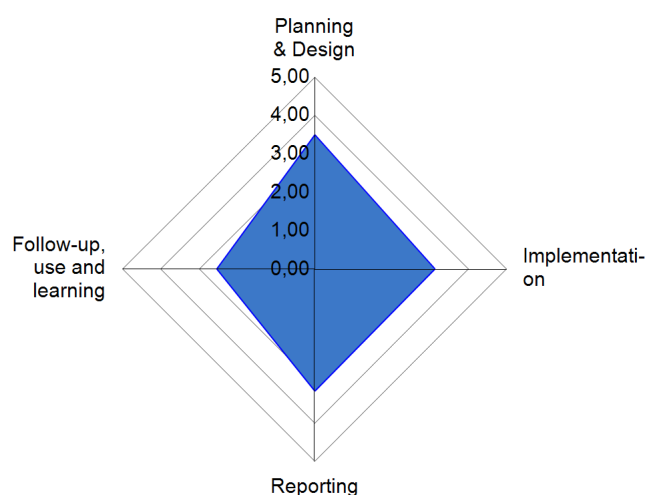 Planning
& Design
5,00
4,00
3,00
2,00
1,00
0,00
Follow-up,
use and
learning
Implementati-
on
Reporting